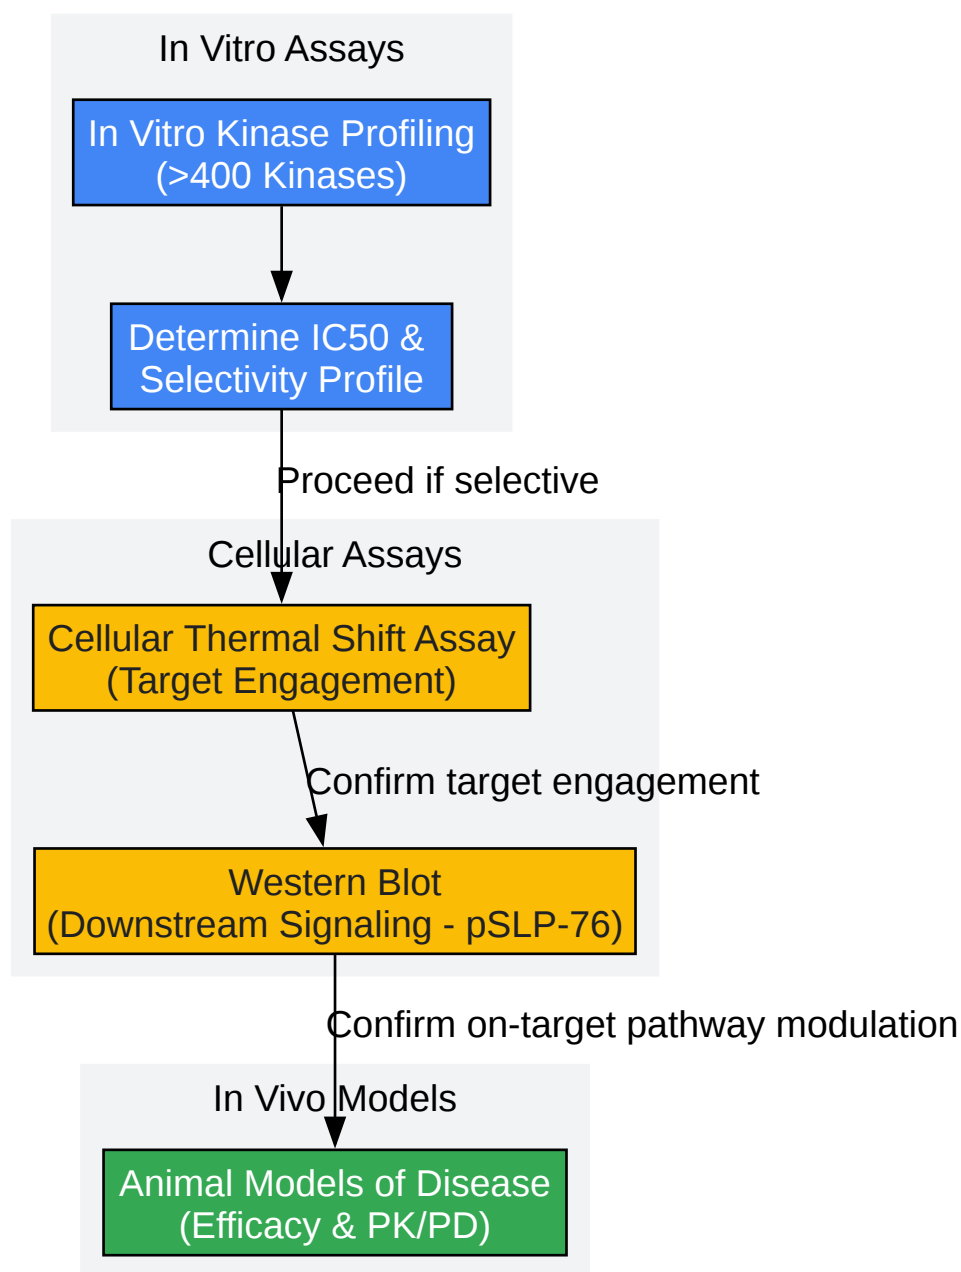 In Vitro Assays
In Vitro Kinase Profiling
(>400 Kinases)
Determine IC50 &
Selectivity Profile
Proceed if selective
Cellular Assays
Cellular Thermal Shift Assay
(Target Engagement)
Confirm target engagement
Western Blot
(Downstream Signaling - pSLP-76)
Confirm on-target pathway modulation
In Vivo Models
Animal Models of Disease
(Efficacy & PK/PD)